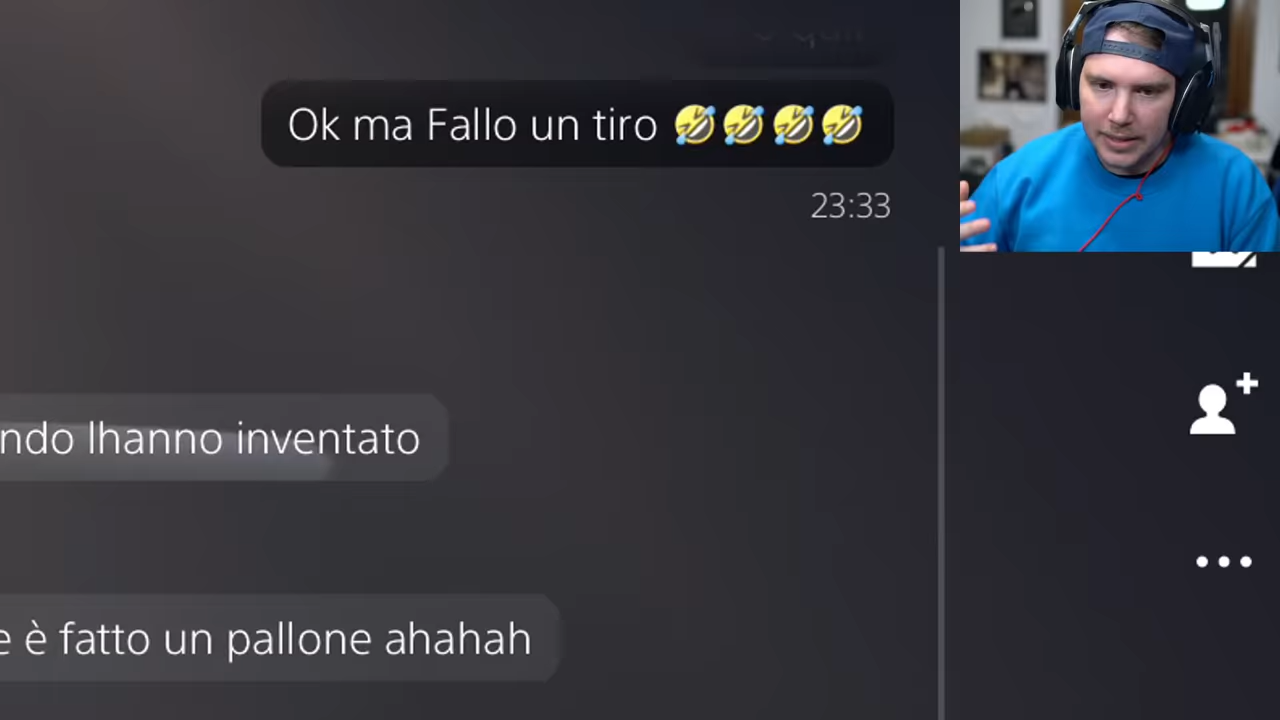 Ok ma Fallo un tiro 🤣🤣🤣🤣
23:33
ndo lhanno inventato
e è fatto un pallone ahahah